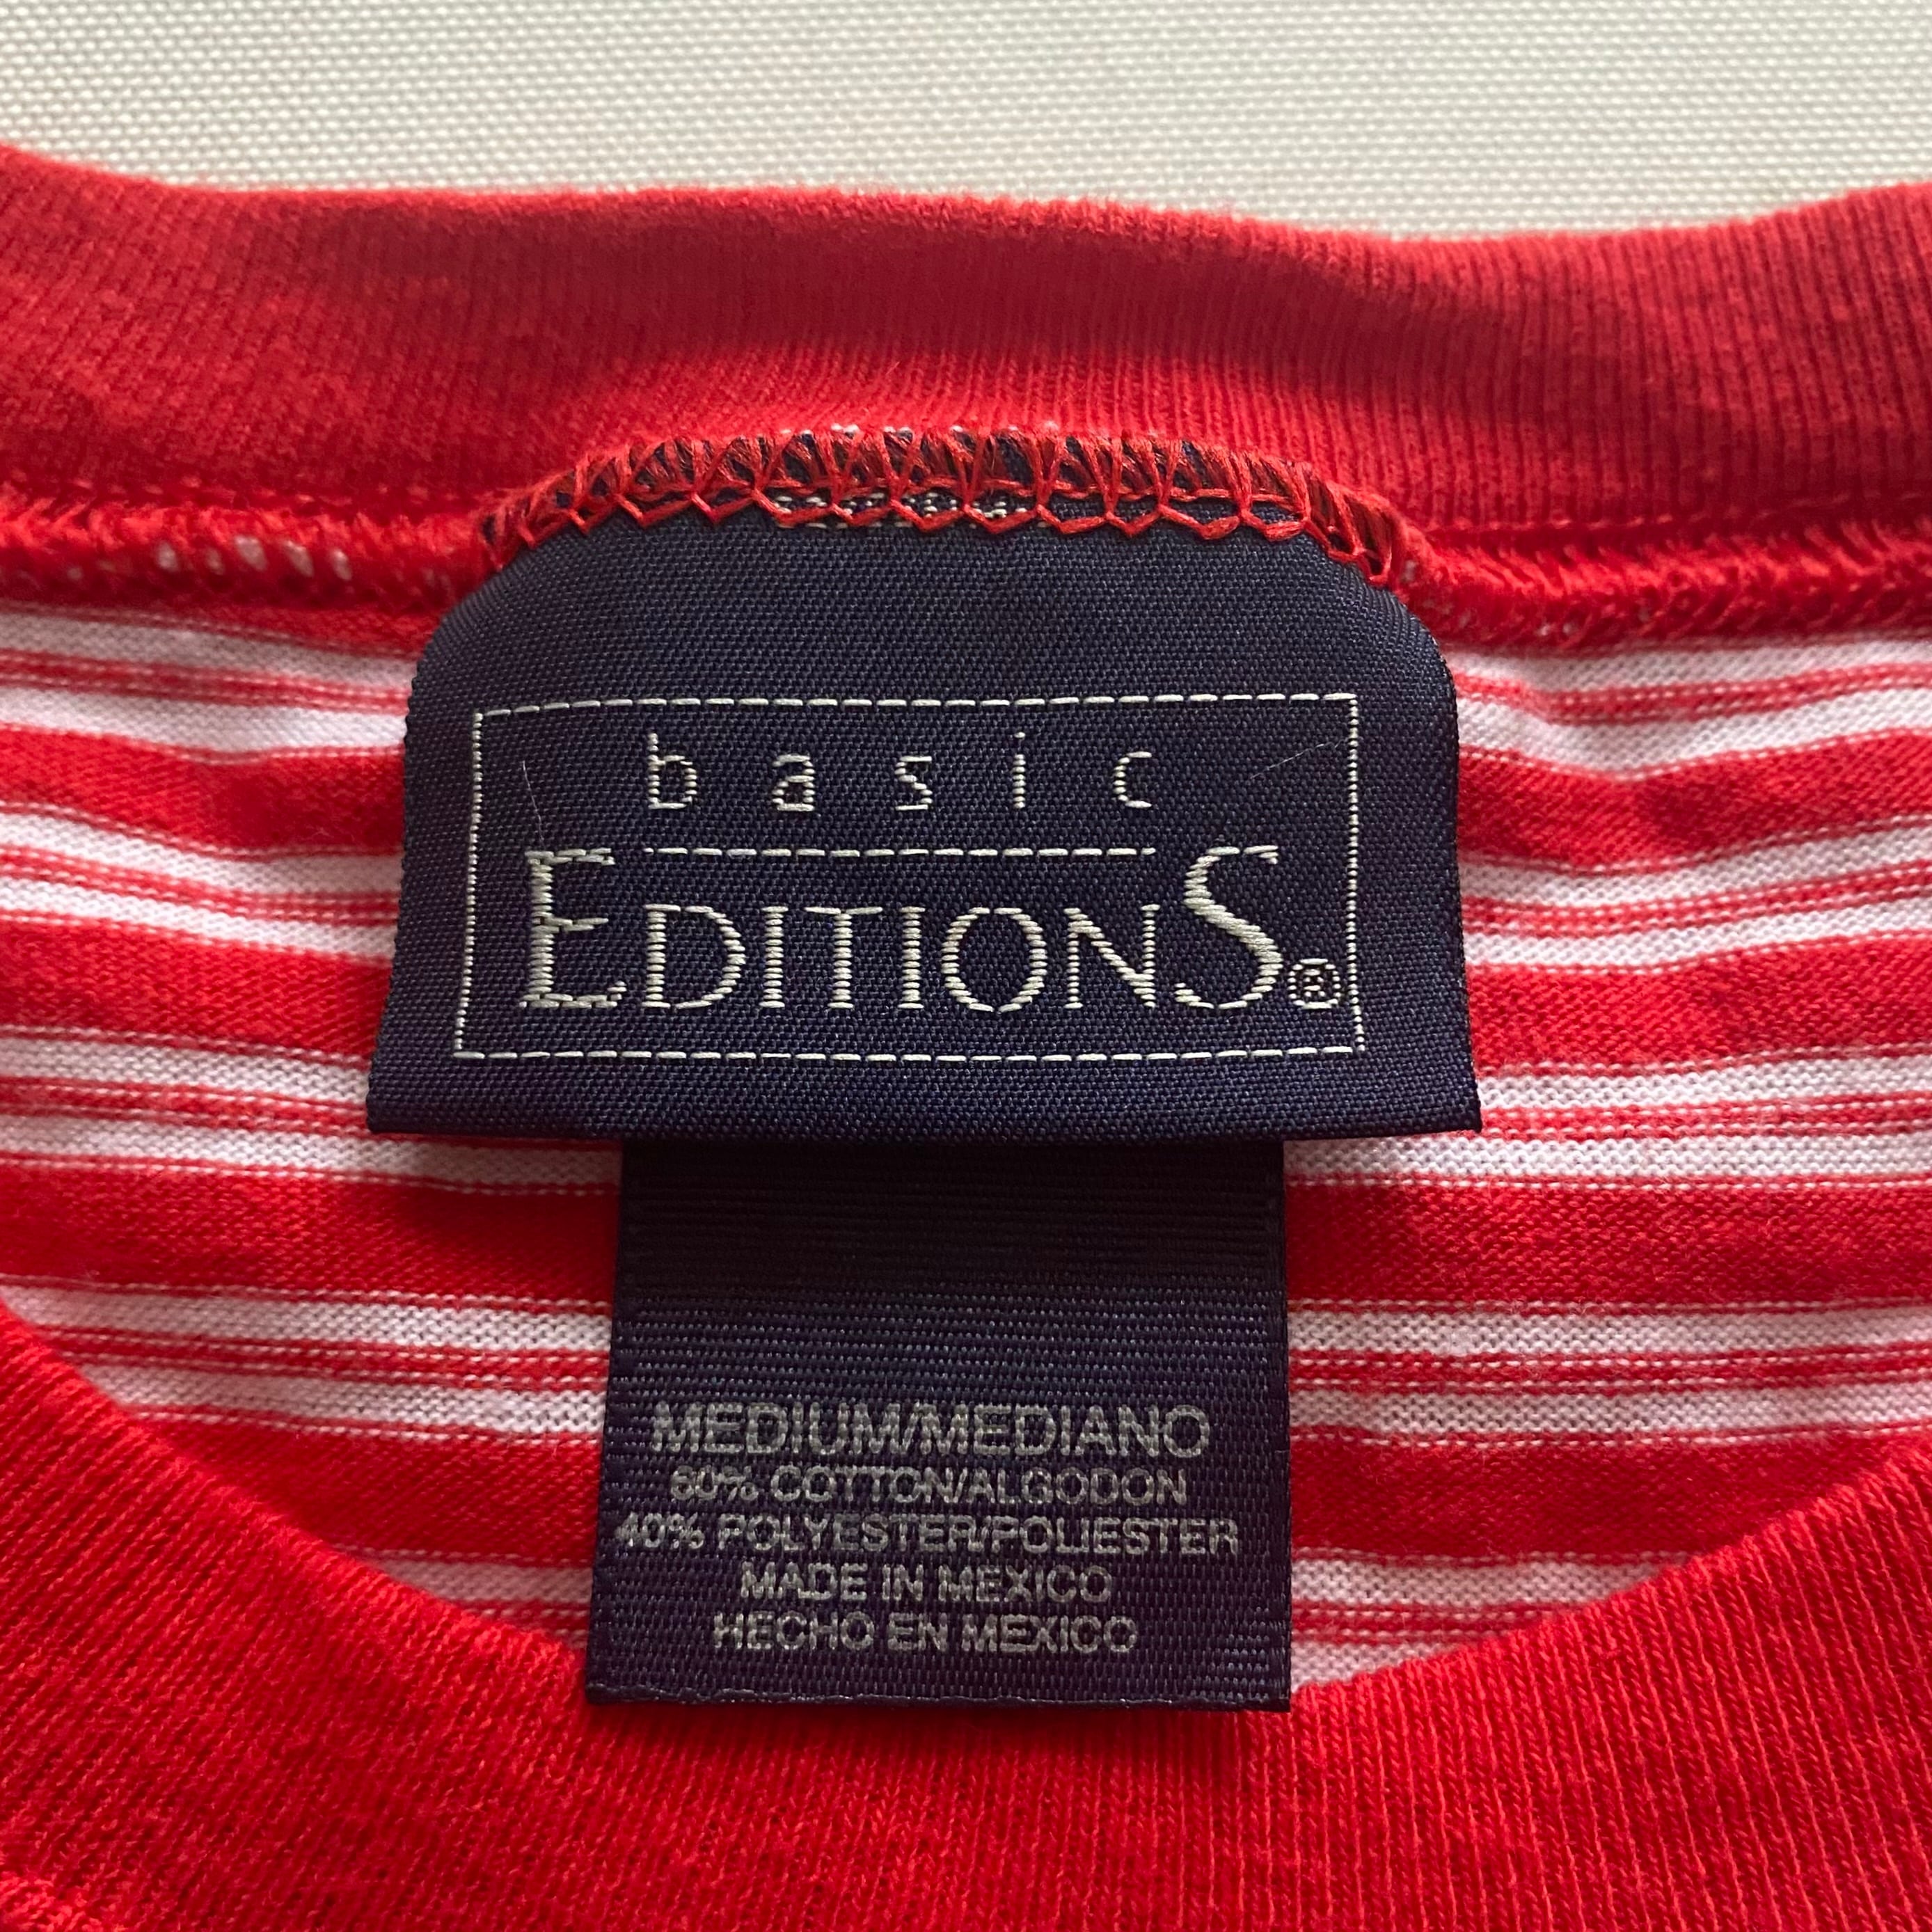 basic
EDITIONS®
MEDIUM/MEDIANO
60% COTTON/ALGODON
40% POLYESTER/POLIESTER
MADE IN MEXICO
HECHO EN MEXICO